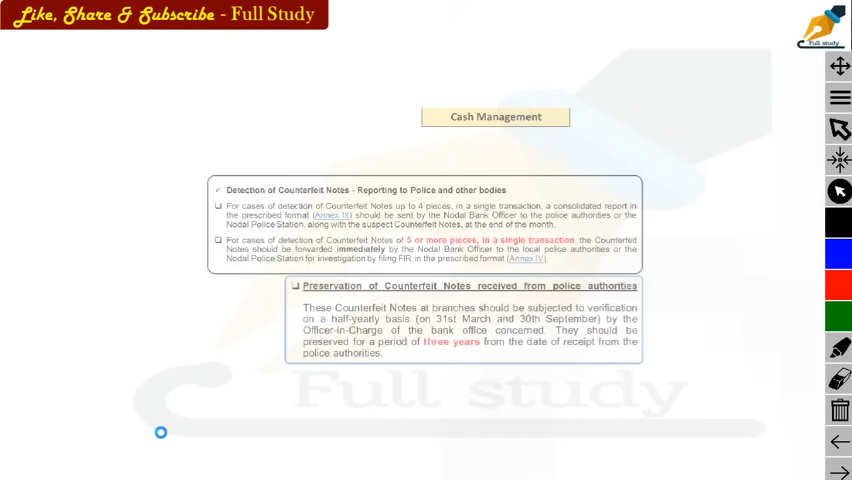 Like, Share & Subscribe - Full Study
Full study
Cash Management
✓ Detection of Counterfeit Notes - Reporting to Police and other bodies
❑ For cases of detection of Counterfeit Notes up to 4 pieces, in a single transaction, a consolidated report in
the prescribed format (Annex III) should be sent by the Nodal Bank Officer to the police authorities or the
Nodal Police Station, along with the suspect Counterfeit Notes, at the end of the month.
❑ For cases of detection of Counterfeit Notes of 5 or more pieces, in a single transaction, the Counterfeit
Notes should be forwarded immediately by the Nodal Bank Officer to the local police authorities or the
Nodal Police Station for investigation by filing FIR in the prescribed format (Annex IV).
❑ Preservation of Counterfeit Notes received from police authorities
These Counterfeit Notes at branches should be subjected to verification
on a half-yearly basis (on 31st March and 30th September) by the
Officer-in-Charge of the bank office concerned. They should be
preserved for a period of three years from the date of receipt from the
police authorities.
Full study